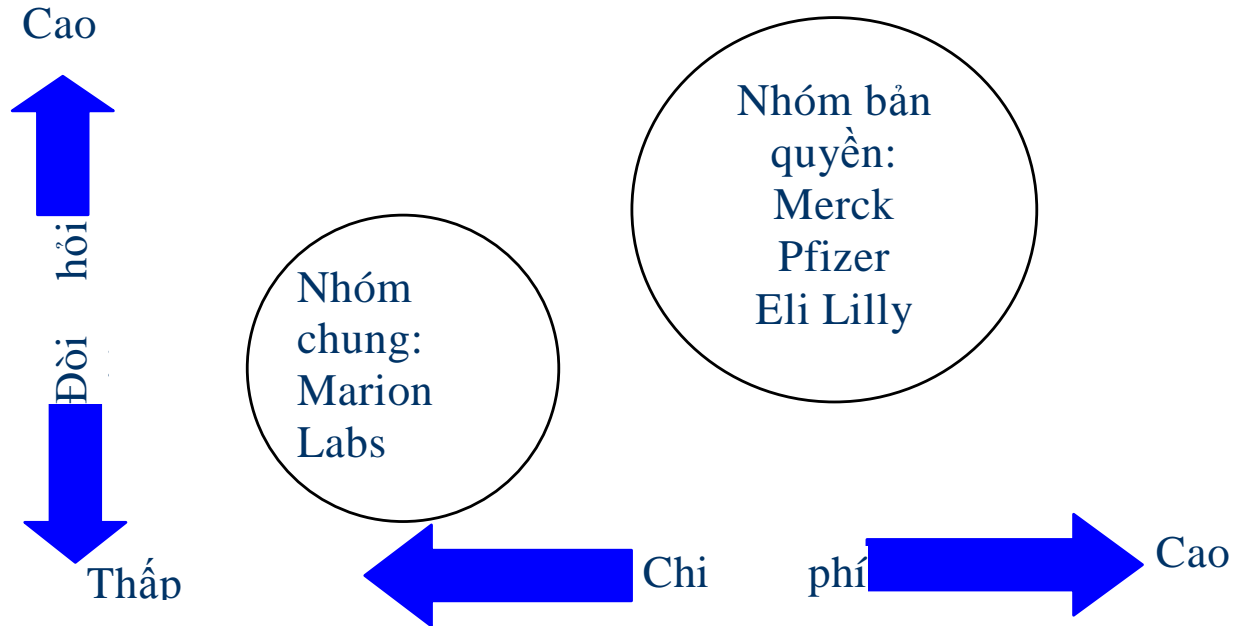 Cao
Đòi hỏi
Thấp
Nhóm
chung:
Marion
Labs
Nhóm bản
quyền:
Merck
Pfizer
Eli Lilly
Chi phí
Cao